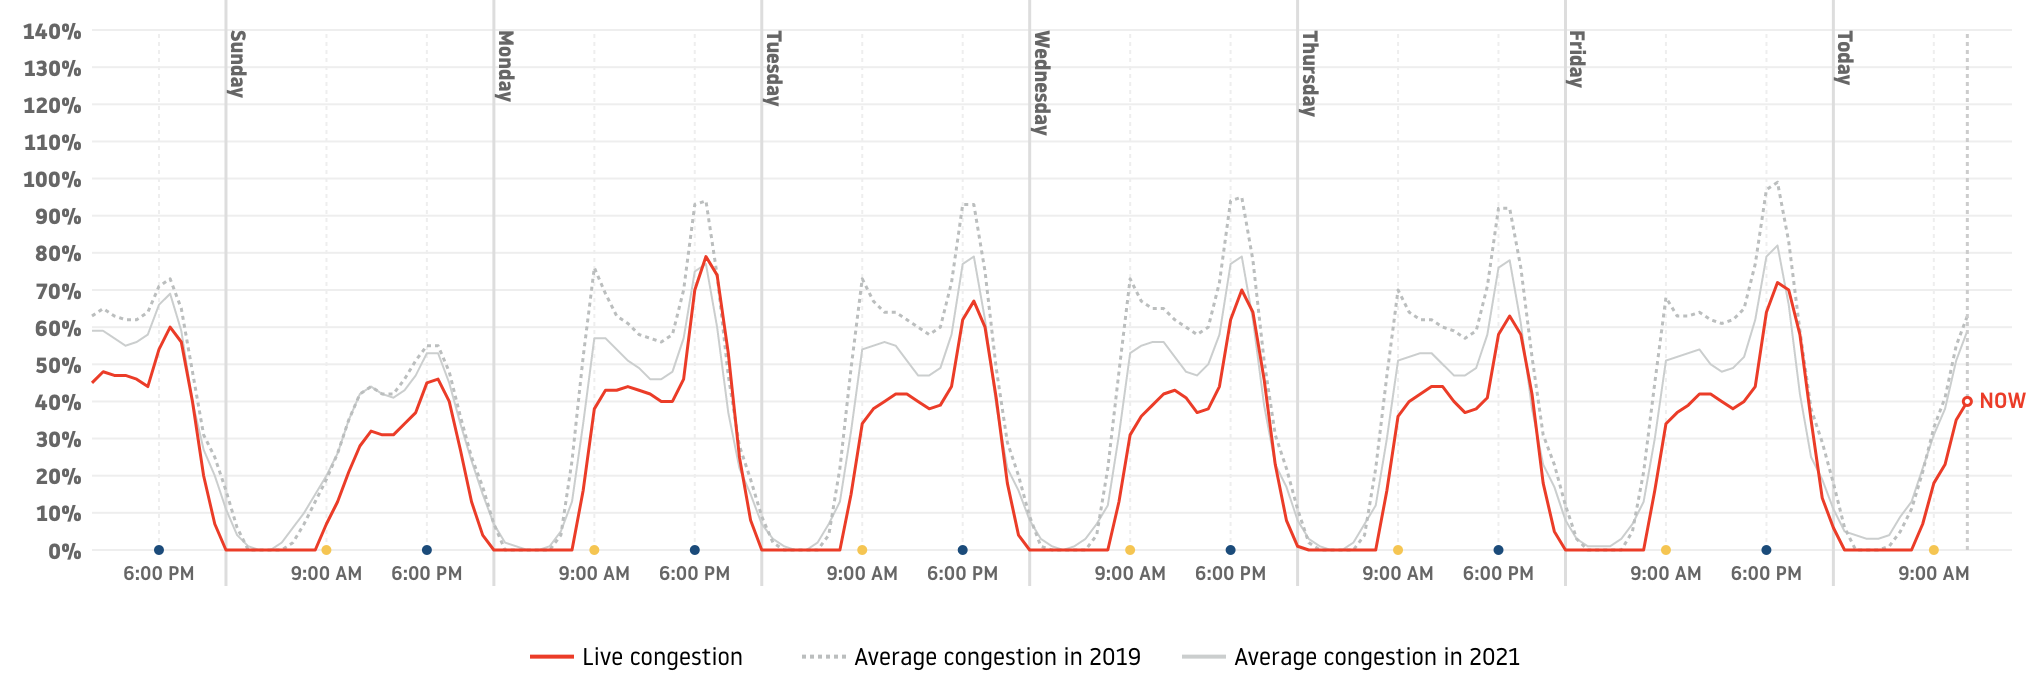 140%
130%
120%
110%
100%
90%
80%
70%
60%
50%
40%
30%
20%
10%
0%
Sunday
Monday
Tuesday
Wednesday
Thursday
Friday
Today
NOW
6:00 PM
9:00 AM
6:00 PM
9:00 AM
6:00 PM
9:00 AM
6:00 PM
9:00 AM
6:00 PM
9:00 AM
6:00 PM
9:00 AM
6:00 PM
9:00 AM
Live congestion
Average congestion in 2019
Average congestion in 2021